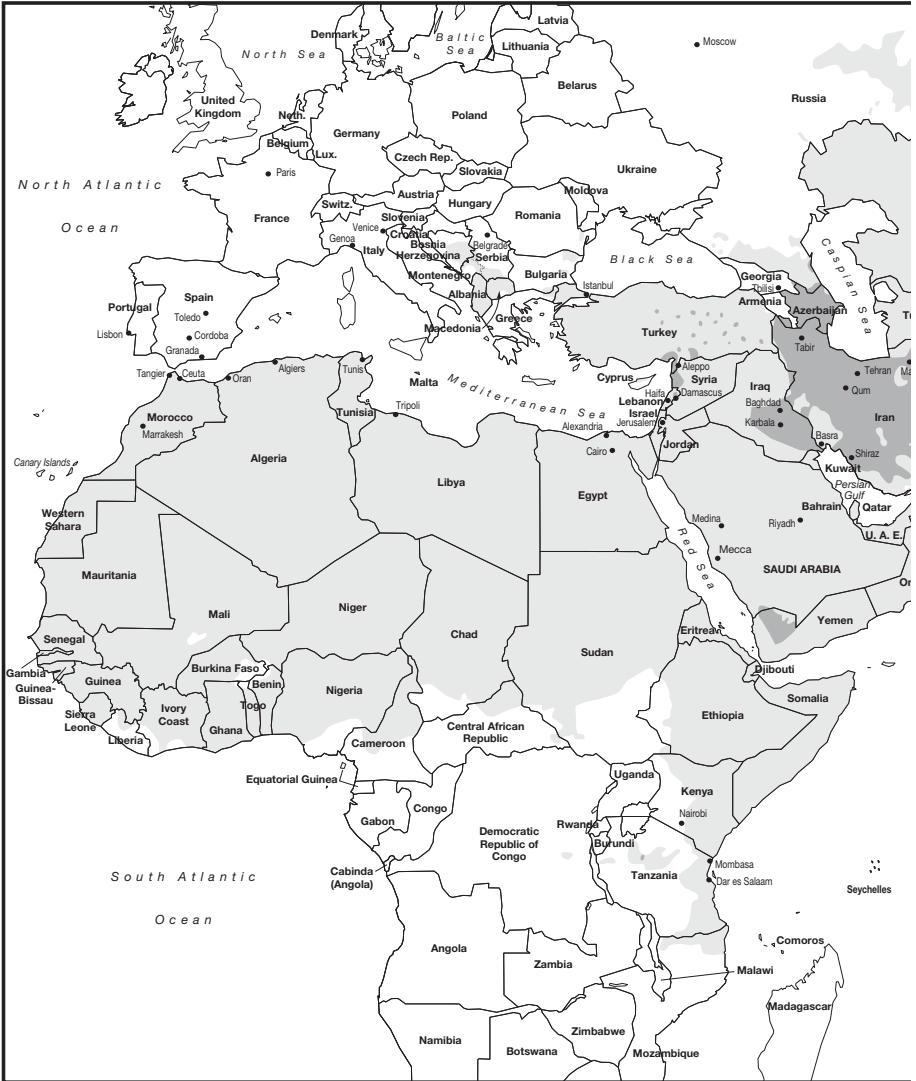 Latvia
Denmark
Baltic
Sea
Moscow
North Sea
Lithuania
Belarus
Russia
United
Kingdom
Neth.
Poland
Germany
Belgium
Lux.
Czech Rep.
Ukraine
Paris
Slovakia
North Atlantic
Ocean
Austria
Moldova
Switz.
Hungary
France
Slovenia
Romania
Venice
Croatia
Genoa
Italy
Bosnia
Herzegovina
Belgrade
Serbia
Black Sea
Caspian Sea
Montenegro
Bulgaria
Georgia
Istanbul
Tbilisi
Albania
Armenia
Portugal
Spain
Azerbaijan
Toledo
Greece
Macedonia
Turkey
Lisbon
Cordoba
Tabir
Granada
Tangier
Ceuta
Oran
Algiers
Tunis
Malta
Mediterranean Sea
Cyprus
Aleppo
Syria
Iraq
Tehran
Qum
Haifa
Damascus
Lebanon
Israel
Baghdad
Iran
Morocco
Marrakesh
Tunisia
Tripoli
Alexandria
Jerusalem
Karbala
Cairo
Jordan
Basra
Shiraz
Canary Islands
Algeria
Libya
Egypt
Kuwait
Persian
Gulf
Western
Sahara
Bahrain
Qatar
Medina
Riyadh
U. A. E.
Red Sea
Mecca
SAUDI ARABIA
Mauritania
Mali
Niger
Chad
Sudan
Eritrea
Yemen
Senegal
Gambia
Guinea-
Bissau
Guinea
Burkina Faso
Benin
Nigeria
Djibouti
Sierra
Leone
Ivory
Coast
Togo
Ghana
Ethiopia
Somalia
Liberia
Cameroon
Central African
Republic
Equatorial Guinea
Uganda
Kenya
Gabon
Congo
Nairobi
Democratic
Republic of
Congo
Rwanda
Burundi
Cabinda
(Angola)
Tanzania
Mombasa
Dar es Salaam
South Atlantic
Ocean
Seychelles
Angola
Comoros
Zambia
Malawi
Madagascar
Namibia
Botswana
Zimbabwe
Mozambique